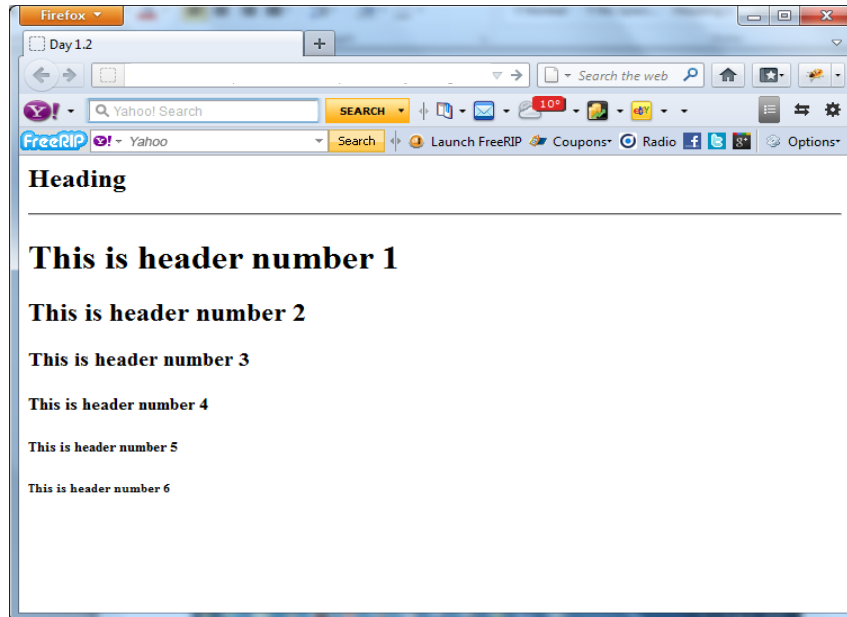 Firefox
Day 1.2
Search the web
Y! Yahoo! Search SEARCH 10° ebY
FreeRIP Y! Yahoo Search Launch FreeRIP Coupons Radio f g+ Options
Heading
This is header number 1
This is header number 2
This is header number 3
This is header number 4
This is header number 5
This is header number 6